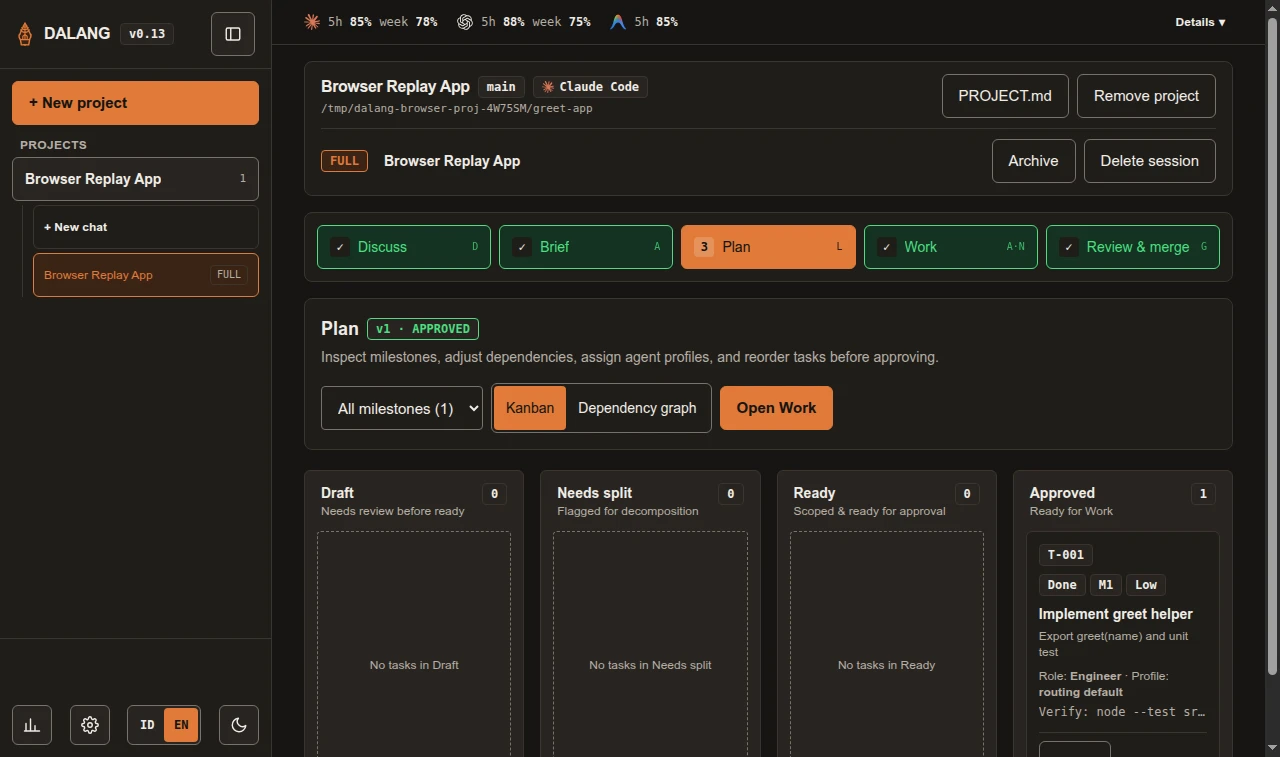 DALANG v0.13
5h 85% week 78% 5h 88% week 75% 5h 85% Details ▾
+ New project
PROJECTS
Browser Replay App 1
+ New chat
Browser Replay App FULL
ID EN
Browser Replay App main Claude Code
/tmp/dalang-browser-proj-4W75SM/greet-app
PROJECT.md Remove project
FULL Browser Replay App
Archive Delete session
✓ Discuss D ✓ Brief A 3 Plan L ✓ Work A·N ✓ Review & merge G
Plan v1 · APPROVED
Inspect milestones, adjust dependencies, assign agent profiles, and reorder tasks before approving.
All milestones (1) Kanban Dependency graph Open Work
Draft 0
Needs review before ready
No tasks in Draft
Needs split 0
Flagged for decomposition
No tasks in Needs split
Ready 0
Scoped & ready for approval
No tasks in Ready
Approved 1
Ready for Work
T-001
Done M1 Low
Implement greet helper
Export greet(name) and unit
test
Role: Engineer · Profile:
routing default
Verify: node --test sr…